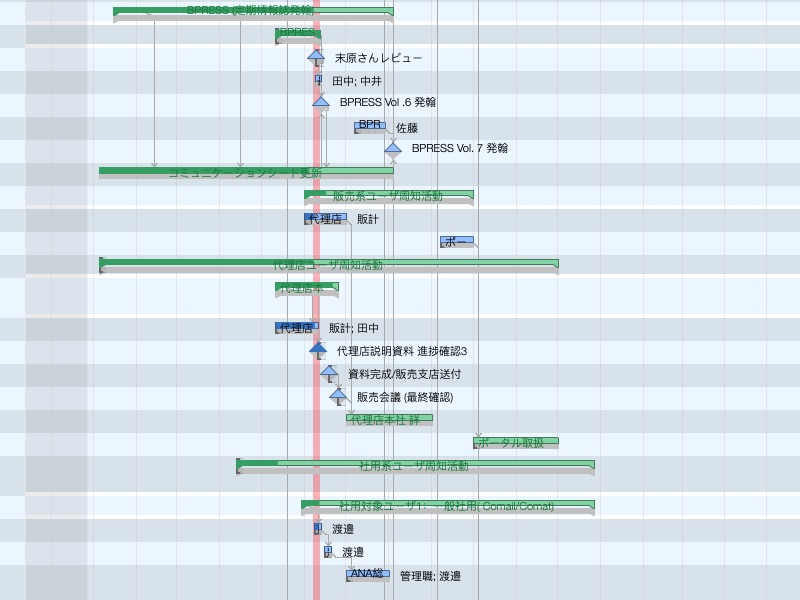 BPRESS (定期情報誌発翰)
BPRES
末原さんレビュー
田中; 中井
BPRESS Vol .6 発翰
BPR 佐藤
BPRESS Vol. 7 発翰
コミュニケーションシート更新
販売系ユーザ周知活動
代理店 販計
ポー
代理店ユーザ周知活動
代理店本
代理店 販計; 田中
代理店説明資料 進捗確認3
資料完成/販売支店送付
販売会議 (最終確認)
代理店本社 詳
ポータル取扱
社用系ユーザ周知活動
社用対象ユーザ1: 一般社用( Comail/Comat)
渡邉
渡邉
ANA総 管理職; 渡邉